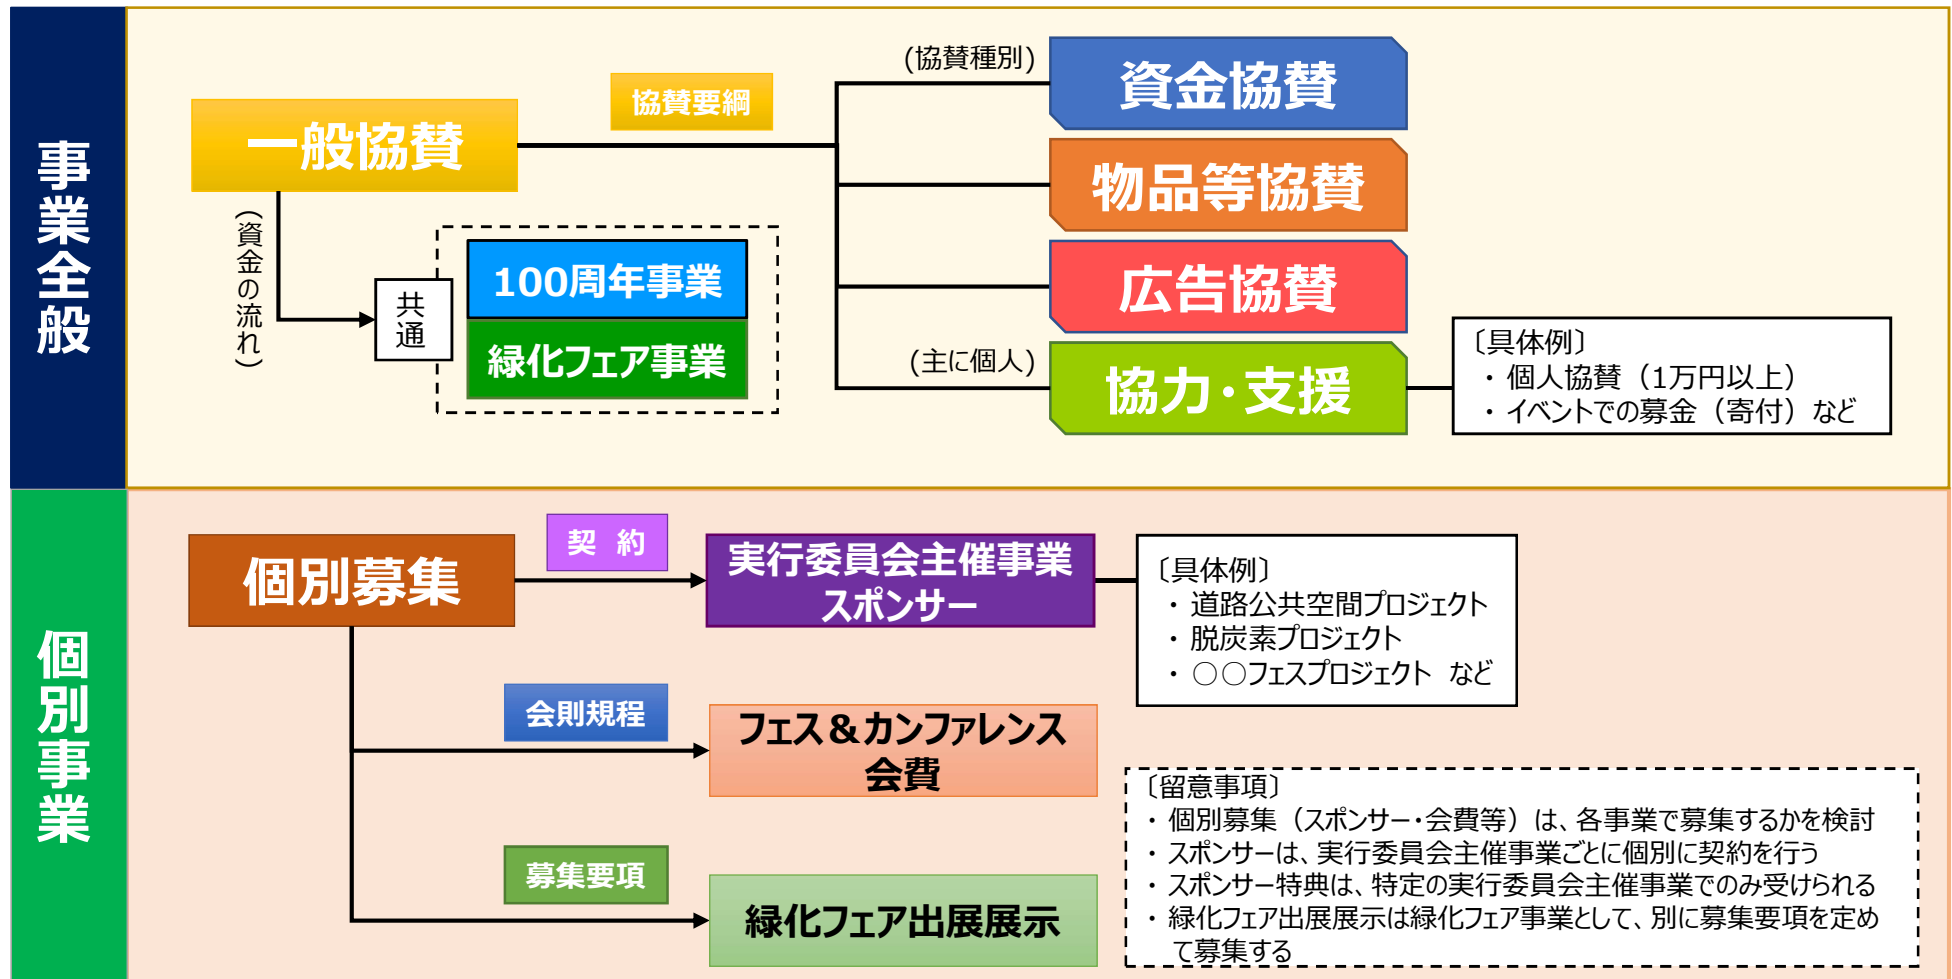 事業全般
一般協賛
協賛要綱
(協賛種別)
資金協賛
物品等協賛
広告協賛
(主に個人)
協力・支援
〔具体例〕
・個人協賛（1万円以上）
・イベントでの募金（寄付）など
(資金の流れ)
共通
100周年事業
緑化フェア事業
個別事業
個別募集
契 約
実行委員会主催事業
スポンサー
〔具体例〕
・道路公共空間プロジェクト
・脱炭素プロジェクト
・○○フェスプロジェクト など
会則規程
フェス＆カンファレンス
会費
募集要項
緑化フェア出展展示
〔留意事項〕
・個別募集（スポンサー・会費等）は、各事業で募集するかを検討
・スポンサーは、実行委員会主催事業ごとに個別に契約を行う
・スポンサー特典は、特定の実行委員会主催事業でのみ受けられる
・緑化フェア出展展示は緑化フェア事業として、別に募集要項を定め
て募集する